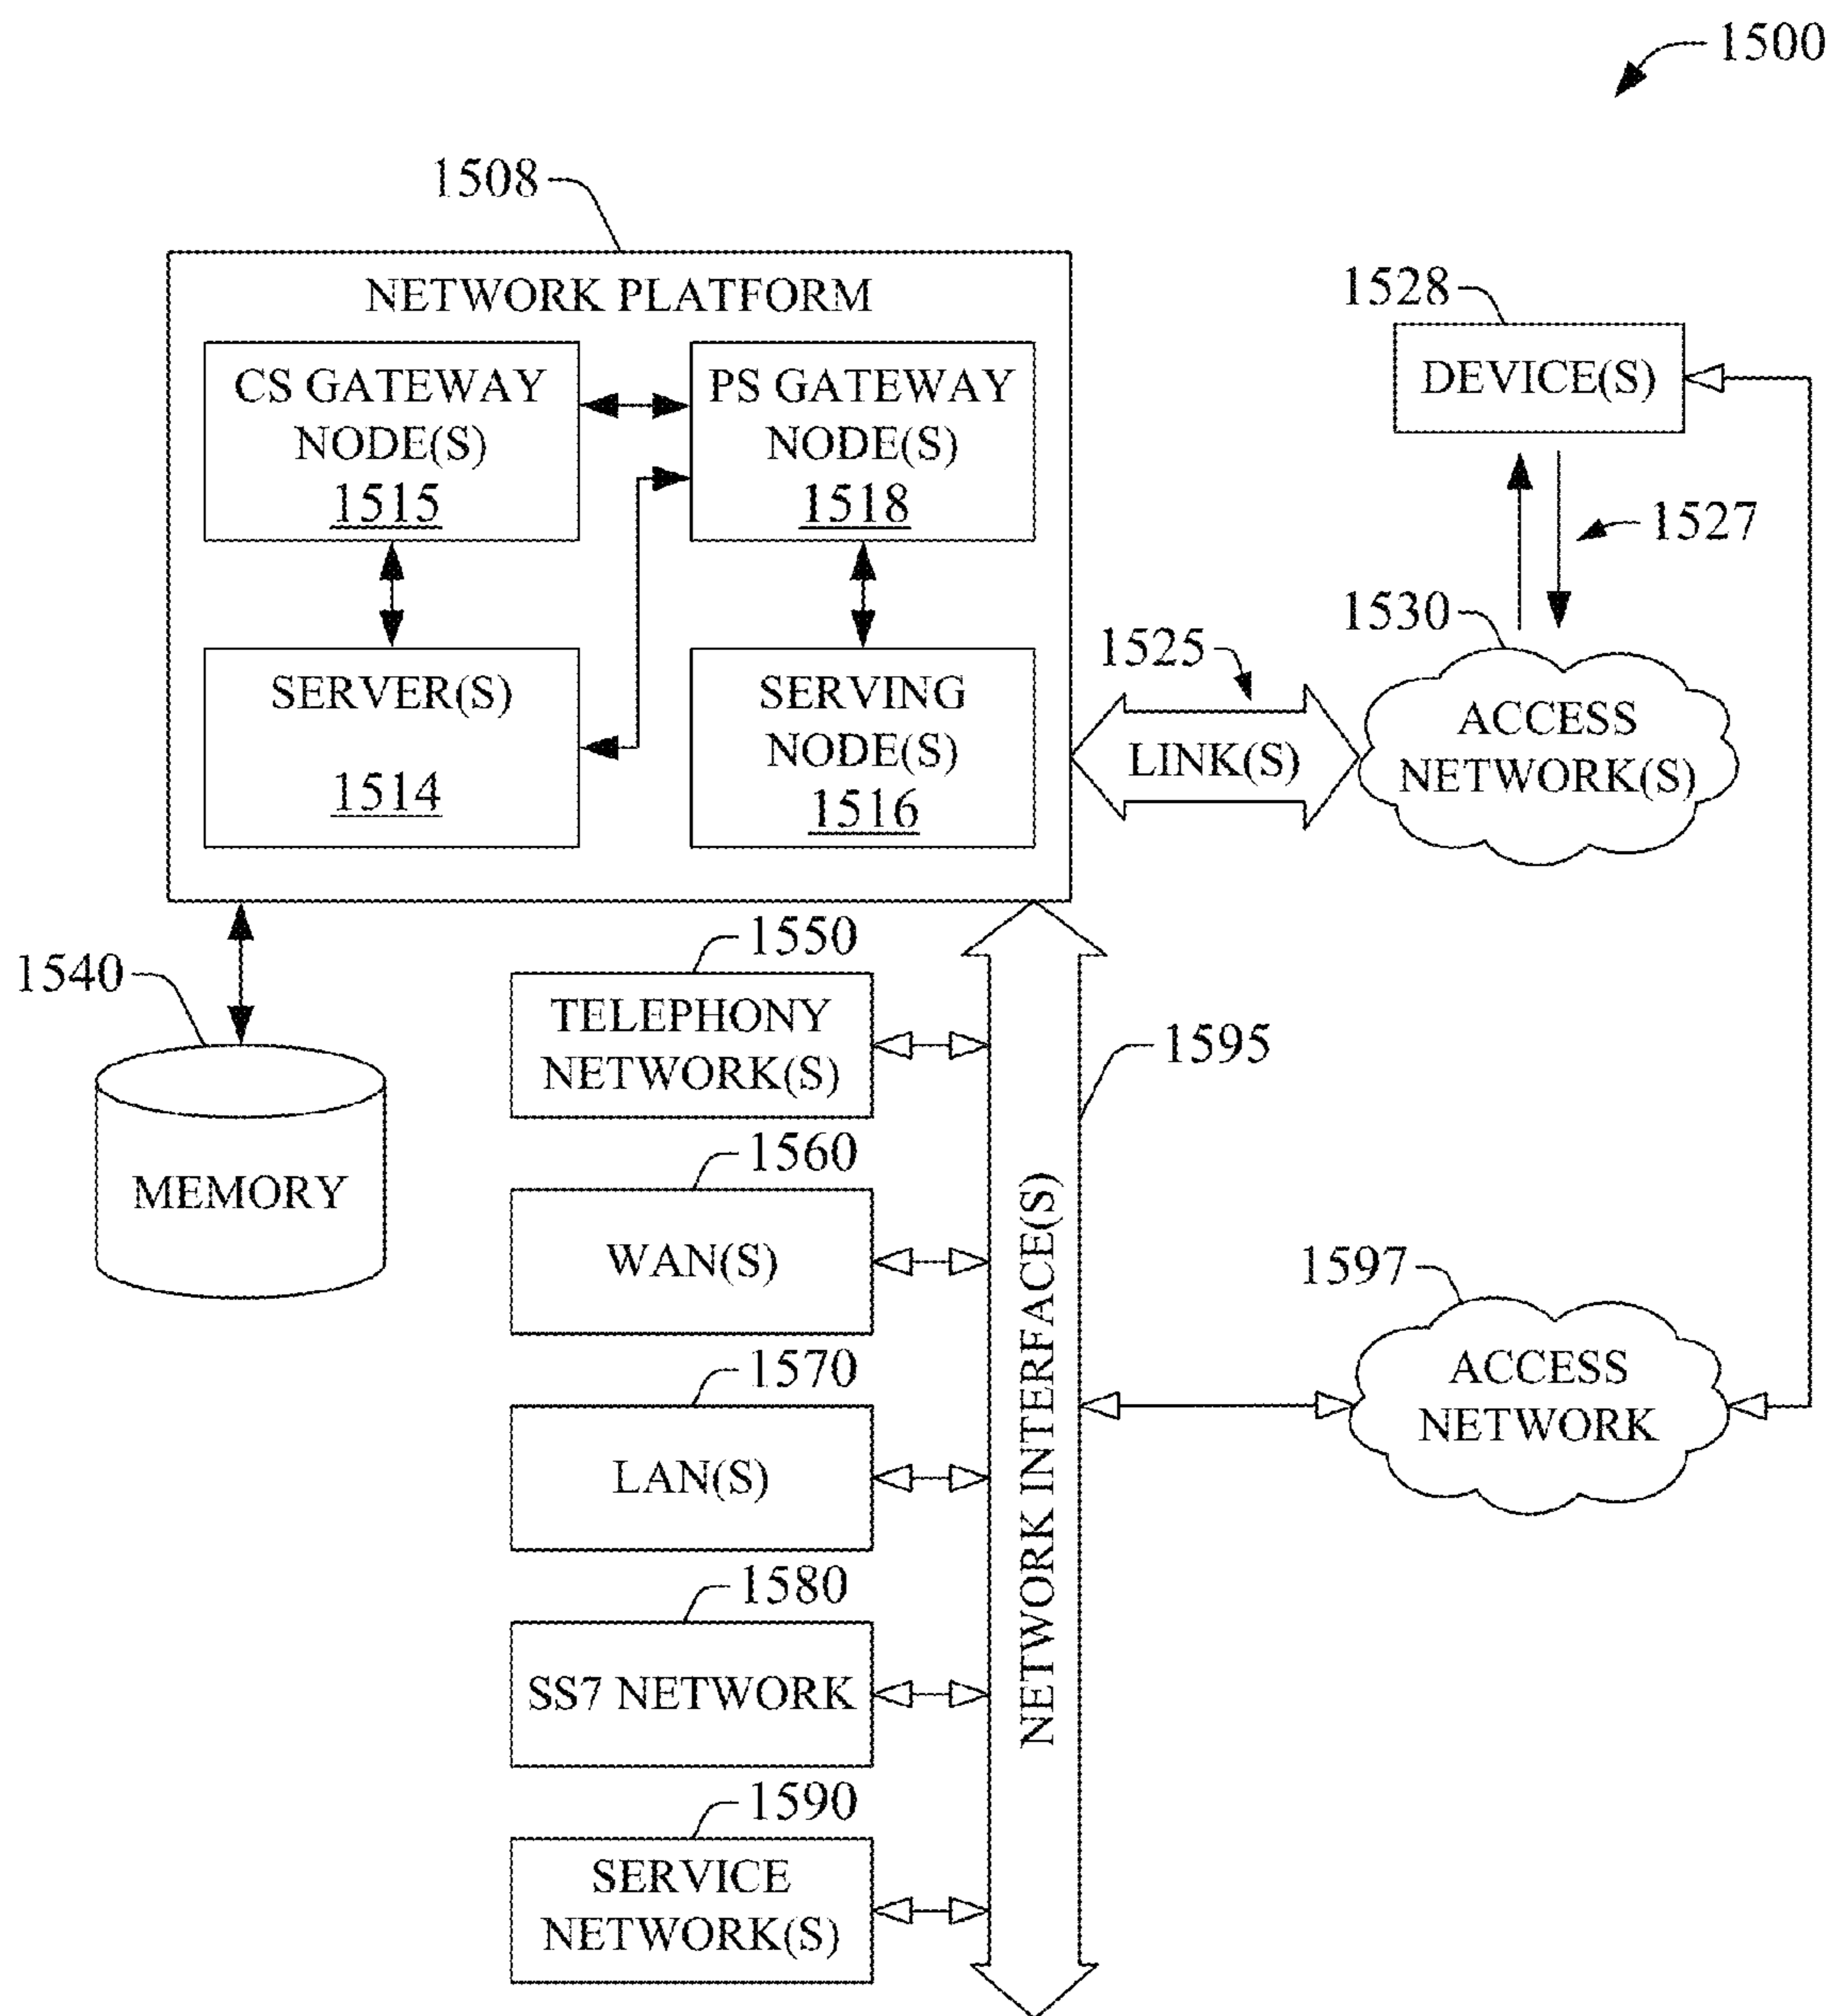 1500
1508
NETWORK PLATFORM
CS GATEWAY
NODE(S)
1515
PS GATEWAY
NODE(S)
1518
SERVER(S)
1514
SERVING
NODE(S)
1516
1528
DEVICE(S)
1527
1530
ACCESS
NETWORK(S)
1525
LINK(S)
1540
MEMORY
1550
TELEPHONY
NETWORK(S)
1560
WAN(S)
1570
LAN(S)
1580
SS7 NETWORK
1590
SERVICE
NETWORK(S)
NETWORK INTERFACE(S)
1595
1597
ACCESS
NETWORK